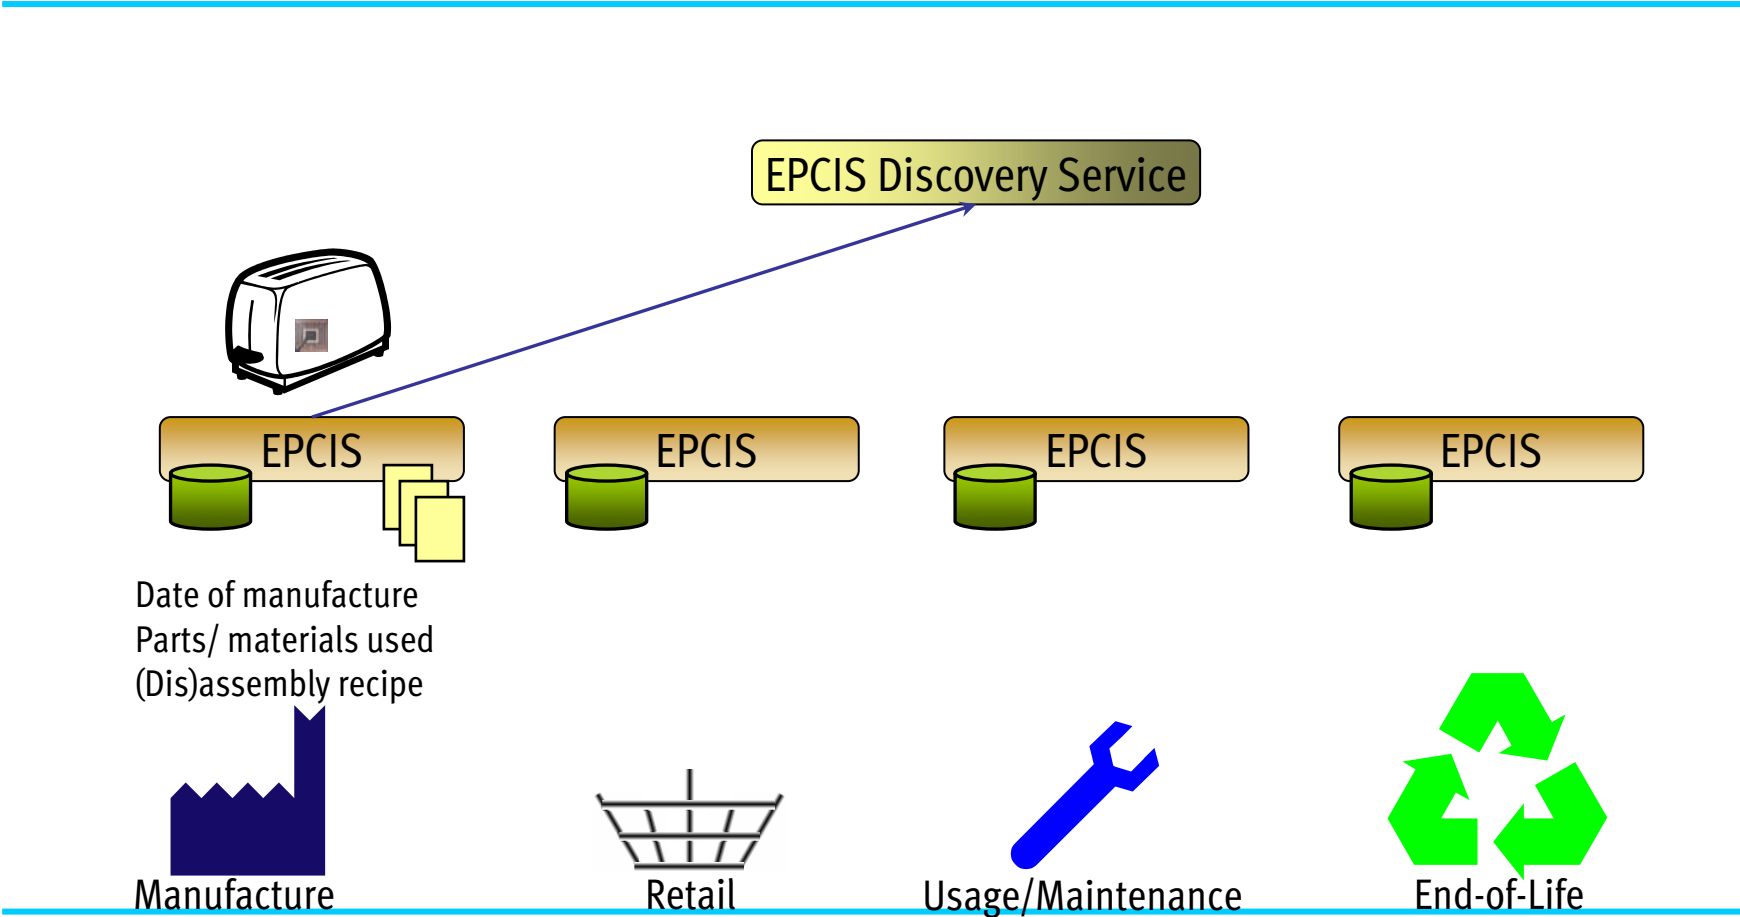 EPCIS Discovery Service
EPCIS
EPCIS
EPCIS
EPCIS
Date of manufacture
Parts/ materials used
(Dis)assembly recipe
Manufacture
Retail
Usage/Maintenance
End-of-Life